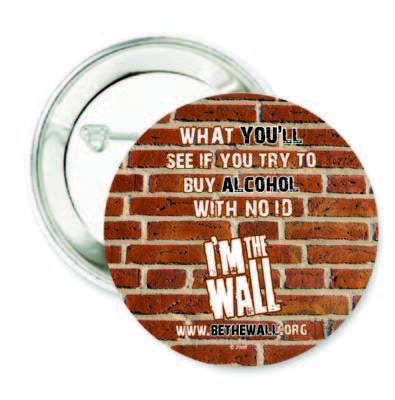 WHAT YOU'LL
SEE IF YOU TRY TO
BUY ALCOHOL
WITH NO ID
I'M THE
WALL
WWW.BETHEWALL.ORG